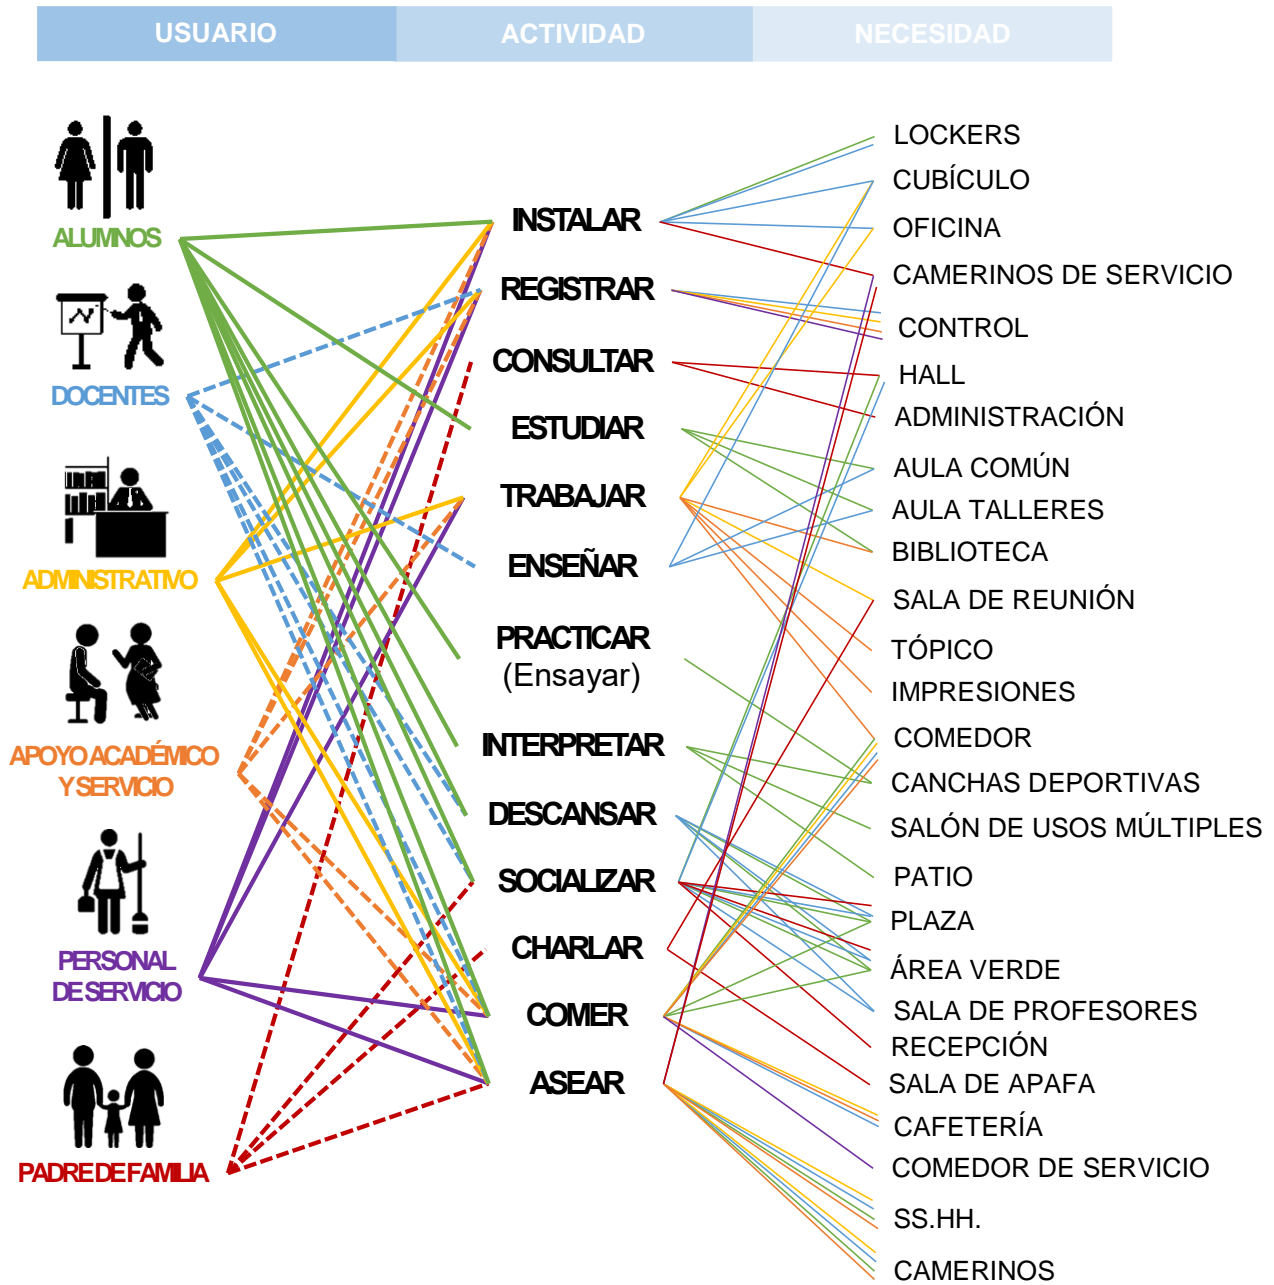 USUARIO
ACTIVIDAD
NECESIDAD
ALUMNOS
DOCENTES
ADMINISTRATIVO
APOYO ACADÉMICO
Y SERVICIO
PERSONAL
DE SERVICIO
PADRE DE FAMILIA
INSTALAR
REGISTRAR
CONSULTAR
ESTUDIAR
TRABAJAR
ENSEÑAR
PRACTICAR
(Ensayar)
INTERPRETAR
DESCANSAR
SOCIALIZAR
CHARLAR
COMER
ASEAR
LOCKERS
CUBÍCULO
OFICINA
CAMERINOS DE SERVICIO
CONTROL
HALL
ADMINISTRACIÓN
AULA COMÚN
AULA TALLERES
BIBLIOTECA
SALA DE REUNIÓN
TÓPICO
IMPRESIONES
COMEDOR
CANCHAS DEPORTIVAS
SALÓN DE USOS MÚLTIPLES
PATIO
PLAZA
ÁREA VERDE
SALA DE PROFESORES
RECEPCIÓN
SALA DE APAFA
CAFETERÍA
COMEDOR DE SERVICIO
SS.HH.
CAMERINOS